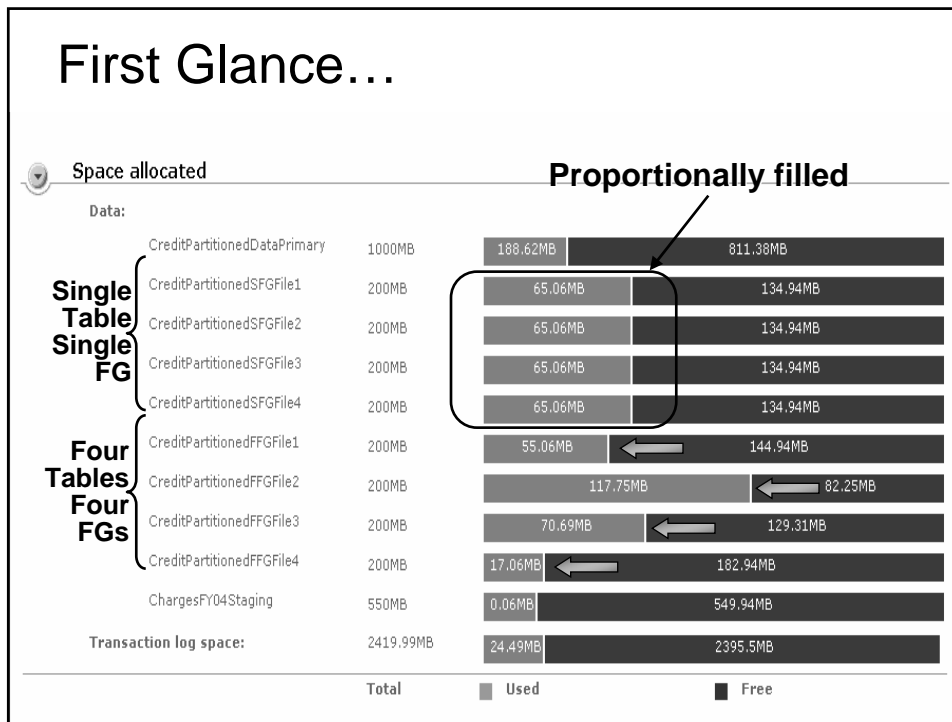 First Glance…
Space allocated
Proportionally filled
Data:
CreditPartitionedDataPrimary 1000MB 188.62MB 811.38MB
Single
Table
Single
FG
CreditPartitionedSFGFile1 200MB 65.06MB 134.94MB
CreditPartitionedSFGFile2 200MB 65.06MB 134.94MB
CreditPartitionedSFGFile3 200MB 65.06MB 134.94MB
CreditPartitionedSFGFile4 200MB 65.06MB 134.94MB
Four
Tables
Four
FGs
CreditPartitionedFFGFile1 200MB 55.06MB 144.94MB
CreditPartitionedFFGFile2 200MB 117.75MB 82.25MB
CreditPartitionedFFGFile3 200MB 70.69MB 129.31MB
CreditPartitionedFFGFile4 200MB 17.06MB 182.94MB
ChargesFY04Staging 550MB 0.06MB 549.94MB
Transaction log space: 2419.99MB 24.49MB 2395.5MB
Total Used Free